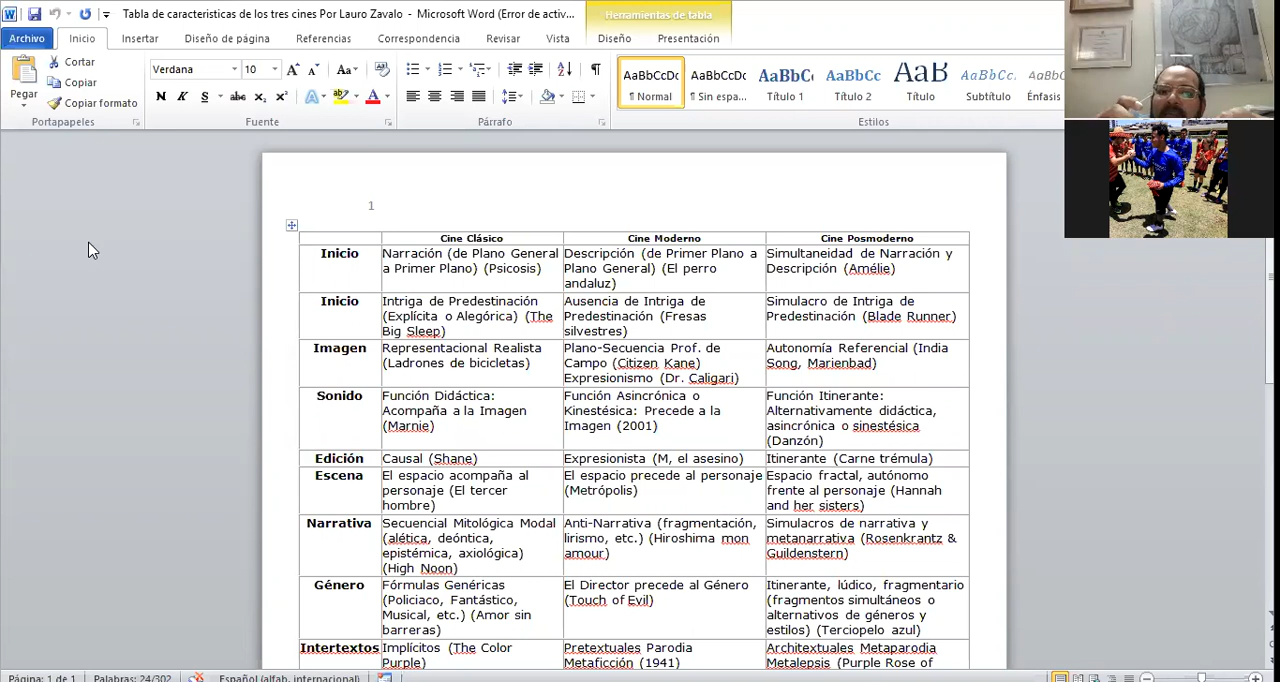 Tabla de caracteristicas de los tres cines Por Lauro Zavalo - Microsoft Word (Error de activ...
Herramientas de tabla
Archivo Inicio Insertar Diseño de página Referencias Correspondencia Revisar Vista Diseño Presentación
Cortar
Copiar
Copiar formato
Pegar
Portapapeles
Verdana 10
N K S abc x₂ x²
Fuente
Párrafo
AaBbCcDc AaBbCcDc AaBbC AaBbCc AaB AaBbCc. AaBbC
¶ Normal ¶ Sin espa... Título 1 Título 2 Título Subtítulo Énfasis
Estilos
1
Cine Clásico Cine Moderno Cine Posmoderno
Inicio Narración (de Plano General Descripción (de Primer Plano a Simultaneidad de Narración y
a Primer Plano) (Psicosis) Plano General) (El perro Descripción (Amélie)
andaluz)
Inicio Intriga de Predestinación Ausencia de Intriga de Simulacro de Intriga de
(Explícita o Alegórica) (The Predestinación (Fresas Predestinación (Blade Runner)
Big Sleep) silvestres)
Imagen Representacional Realista Plano-Secuencia Prof. de Autonomía Referencial (India
(Ladrones de bicicletas) Campo (Citizen Kane) Song, Marienbad)
Expresionismo (Dr. Caligari)
Sonido Función Didáctica: Función Asincrónica o Función Itinerante:
Acompaña a la Imagen Kinestésica: Precede a la Alternativamente didáctica,
(Marnie) Imagen (2001) asincrónica o sinestésica
(Danzón)
Edición Causal (Shane) Expresionista (M, el asesino) Itinerante (Carne trémula)
Escena El espacio acompaña al El espacio precede al personaje Espacio fractal, autónomo
personaje (El tercer (Metrópolis) frente al personaje (Hannah
hombre) and her sisters)
Narrativa Secuencial Mitológica Modal Anti-Narrativa (fragmentación, Simulacros de narrativa y
(alética, deóntica, lirismo, etc.) (Hiroshima mon metanarrativa (Rosenkrantz &
epistémica, axiológica) amour) Guildenstern)
(High Noon)
Género Fórmulas Genéricas El Director precede al Género Itinerante, lúdico, fragmentario
(Policiaco, Fantástico, (Touch of Evil) (fragmentos simultáneos o
Musical, etc.) (Amor sin alternativos de géneros y
barreras) estilos) (Terciopelo azul)
Intertextos Implícitos (The Color Pretextuales Parodia Architextuales Metaparodia
Purple) Metaficción (1941) Metalepsis (Purple Rose of
Página: 1 de 1 Palabras: 24/302 Español (alfab. internacional)